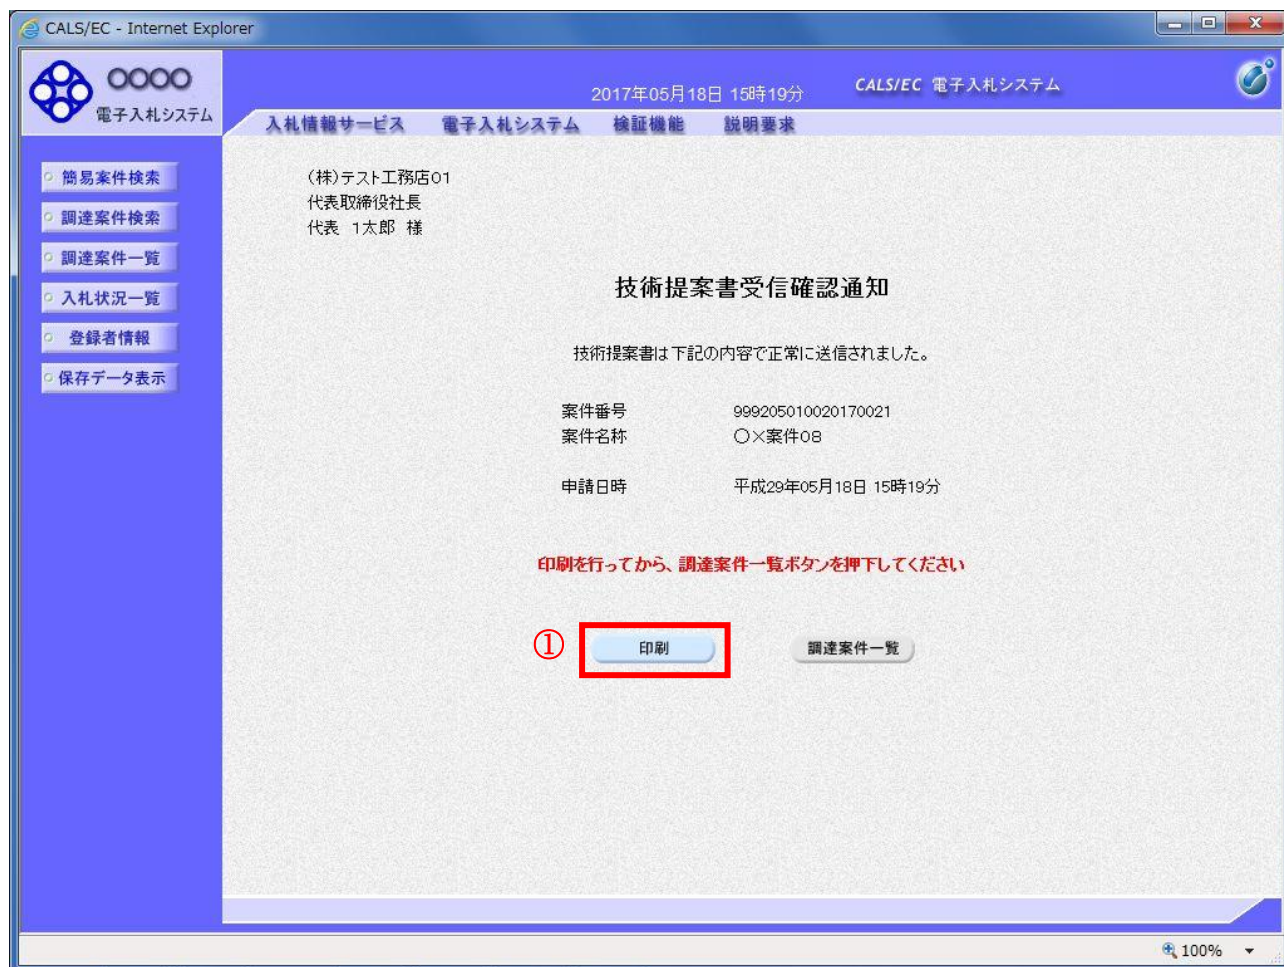 CALS/EC - Internet Explorer
〇〇〇〇
電子入札システム
2017年05月18日 15時19分
CALS/EC 電子入札システム
入札情報サービス 電子入札システム 検証機能 説明要求
簡易案件検索
調達案件検索
調達案件一覧
入札状況一覧
登録者情報
保存データ表示
(株)テスト工務店01
代表取締役社長
代表 1太郎 様
技術提案書受信確認通知
技術提案書は下記の内容で正常に送信されました。
案件番号 999205010020170021
案件名称 〇×案件08
申請日時 平成29年05月18日 15時19分
印刷を行ってから、調達案件一覧ボタンを押下してください
① 印刷 調達案件一覧
100%